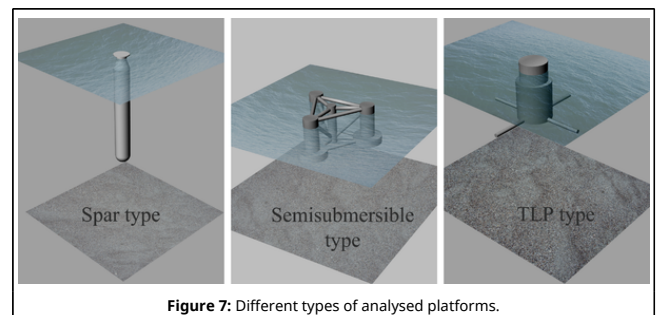 Spar type
Semisubmersible
type
TLP type
Figure 7: Different types of analysed platforms.